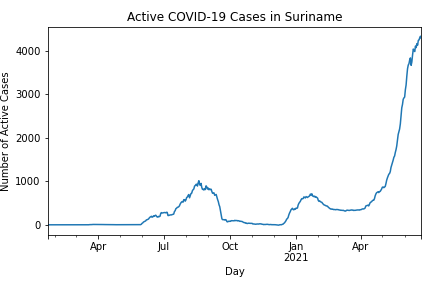 Active COVID-19 Cases in Suriname
Number of Active Cases
4000
3000
2000
1000
0
Apr Jul Oct Jan Apr
2021
Day